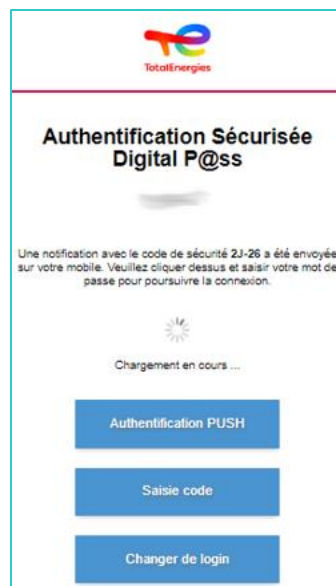 TotalEnergies
Authentification Sécurisée
Digital P@ss
Une notification avec le code de sécurité 2J-26 a été envoyée
sur votre mobile. Veuillez cliquer dessus et saisir votre mot de
passe pour poursuivre la connexion.
Chargement en cours ...
Authentification PUSH
Saisie code
Changer de login